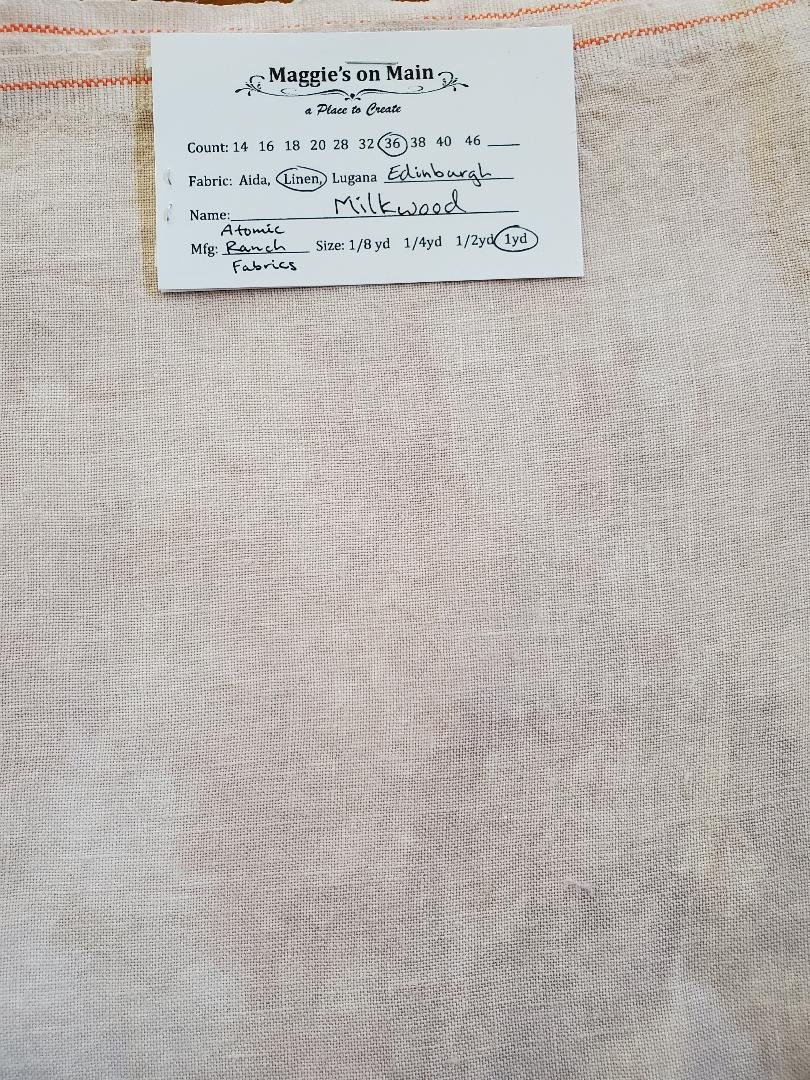 Maggie's on Main
a Place to Create
Count: 14 16 18 20 28 32 36 38 40 46 ____
Fabric: Aida, Linen, Lugana Edinburgh
Name: Milkwood
Mfg: Atomic Ranch Fabrics Size: 1/8 yd 1/4yd 1/2yd 1yd